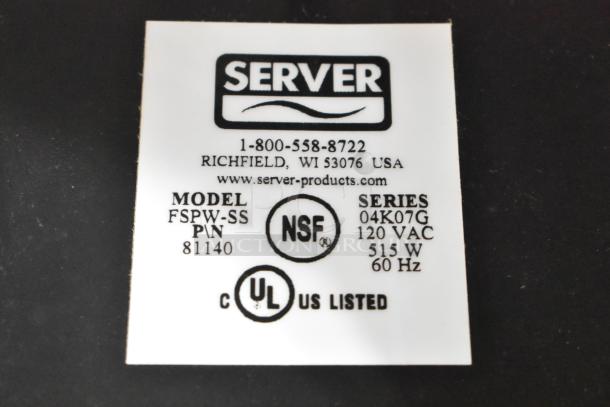 SERVER
1-800-558-8722
RICHFIELD, WI 53076 USA
www.server-products.com
MODEL
FSPW-SS
P\N
81140
NSF®
SERIES
04K07G
120 VAC
515 W
60 Hz
C UL US LISTED